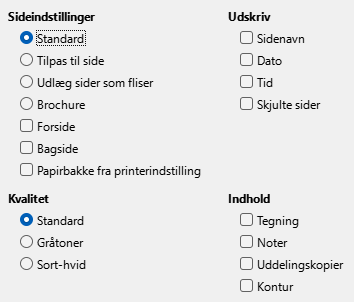 Sideindstillinger
Standard
Tilpas til side
Udlæg sider som fliser
Brochure
Forside
Bagside
Papirbakke fra printerindstilling
Udskriv
Sidenavn
Dato
Tid
Skjulte sider
Kvalitet
Standard
Gråtoner
Sort-hvid
Indhold
Tegning
Noter
Uddelingskopier
Kontur